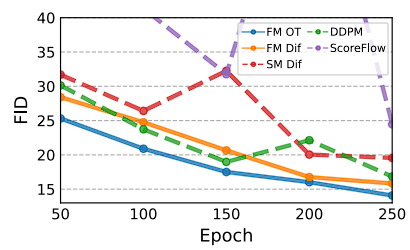 40
35
30
25
20
15
FID
FM OT
FM Dif
SM Dif
DDPM
ScoreFlow
50
100
150
200
250
Epoch